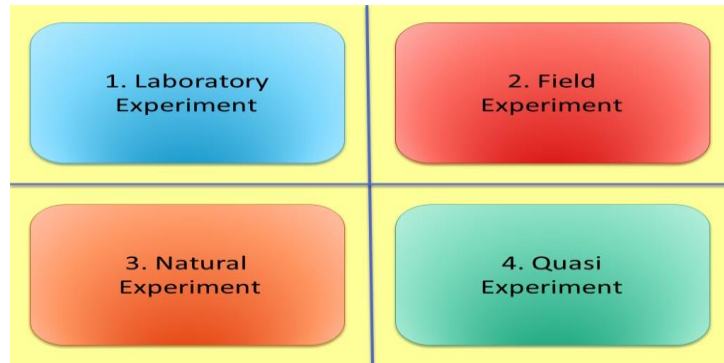 1. Laboratory
Experiment
2. Field
Experiment
3. Natural
Experiment
4. Quasi
Experiment